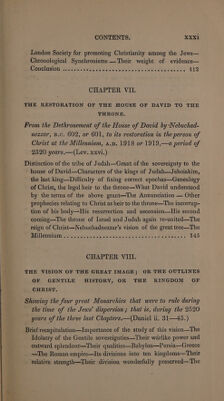 CONTENTS. xxxi
London Society for promoting Christianity among the Jews—
Chronological Synchronisms—Their weight of evidence—
Conclusion . . . . . . . . . . . . . . . . . . . . . . . . . . . . . . . . . . . . 112
CHAPTER VII.
THE RESTORATION OF THE HOUSE OF DAVID TO THE
THRONE.
From the Dethronement of the House of David by Nebuchad-
nezzar, B.C. 602, or 601, to its restoration in the person of
Christ at the Millennium, A.D. 1918 or 1919,—a period of
2520 years.—(Lev. xxvi.)
Distinction of the tribe of Judah—Grant of the sovereignty to the
house of David—Characters of the kings of Judah—Jehoiakim,
the last king—Difficulty of fixing correct epochs—Genealogy
of Christ, the legal heir to the throne—What David understood
by the terms of the above grant—The Annunciation — Other
prophecies relating to Christ as heir to the throne—The incorrup-
tion of his body—His resurrection and ascension—His second
coming—The throne of Israel and Judah again re-united—The
reign of Christ—Nebuchadnezzar's vision of the great tree—The
Millennium . . . . . . . . . . . . . . . . . . . . . . . . . . . . . . . . . . . . 145
CHAPTER VIII.
THE VISION OF THE GREAT IMAGE; OR THE OUTLINES
OF GENTILE HISTORY, OR THE KINGDOM OF
CHRIST.
Showing the four great Monarchies that were to rule during
the time of the Jews' dispersion; that is, during the 2520
years of the three last Chapters.—(Daniel ii. 31—45.)
Brief recapitulation—Importance of the study of this vision—The
Idolatry of the Gentile sovereignties—Their worldly power and
outward splendour—Their qualities—Babylon—Persia—Greece
—The Roman empire—Its divisions into ten kingdoms—Their
relative strength—Their division wonderfully preserved—The